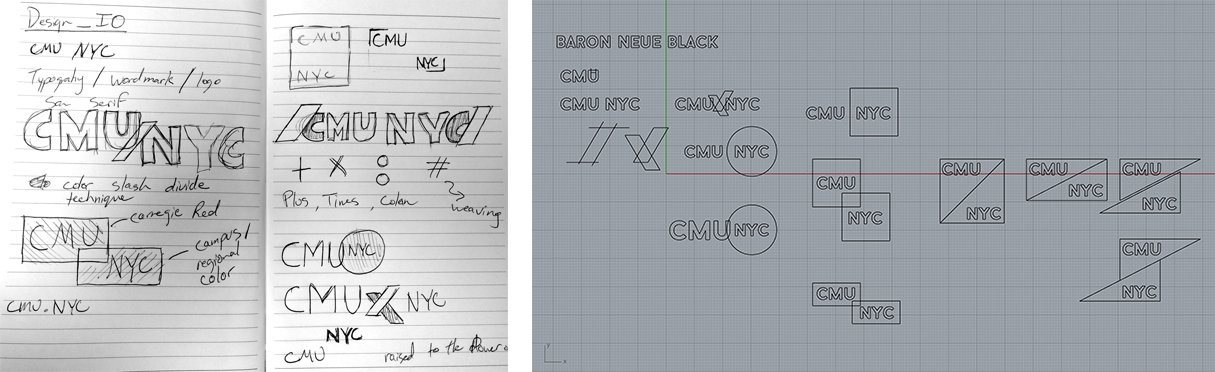 Design_IO
CMU NYC
Typography / wordmark / logo
San Serif
CMU/NYC
color slash divide
technique
Carnegie Red
CMU
NYC
campus/
regional
color
CMU.NYC
CMU
NYC
CMU
NYC
/CMU NYC/
+ x : #
Plus, Times, Colon
weaving
CMU NYC
CMU X NYC
NYC
CMU
raised to the Power
BARON NEUE BLACK
CMU
CMU NYC
CMU X NYC
CMU NYC
CMU NYC
CMU NYC
CMU
NYC
CMU
NYC
CMU
NYC
CMU
NYC
CMU
NYC
CMU
NYC
y
x